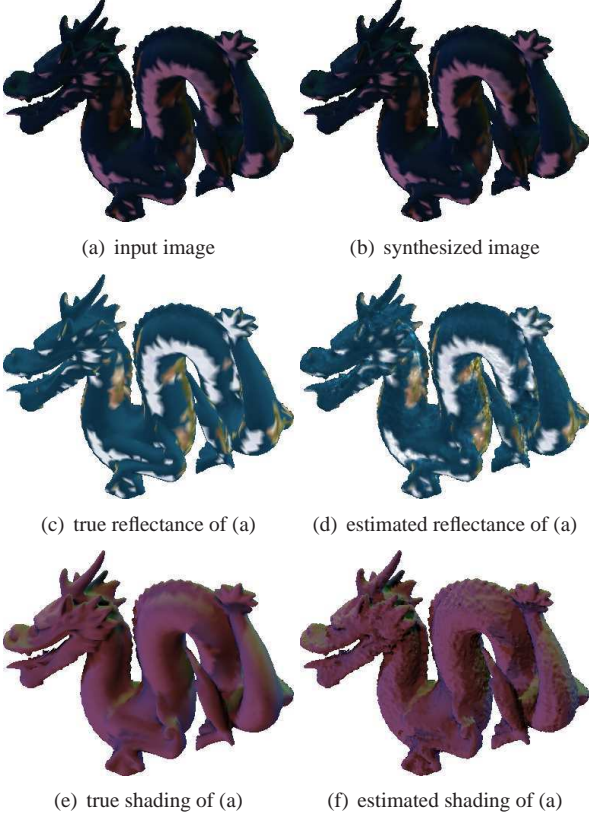 (a) input image
(b) synthesized image
(c) true reflectance of (a)
(d) estimated reflectance of (a)
(e) true shading of (a)
(f) estimated shading of (a)